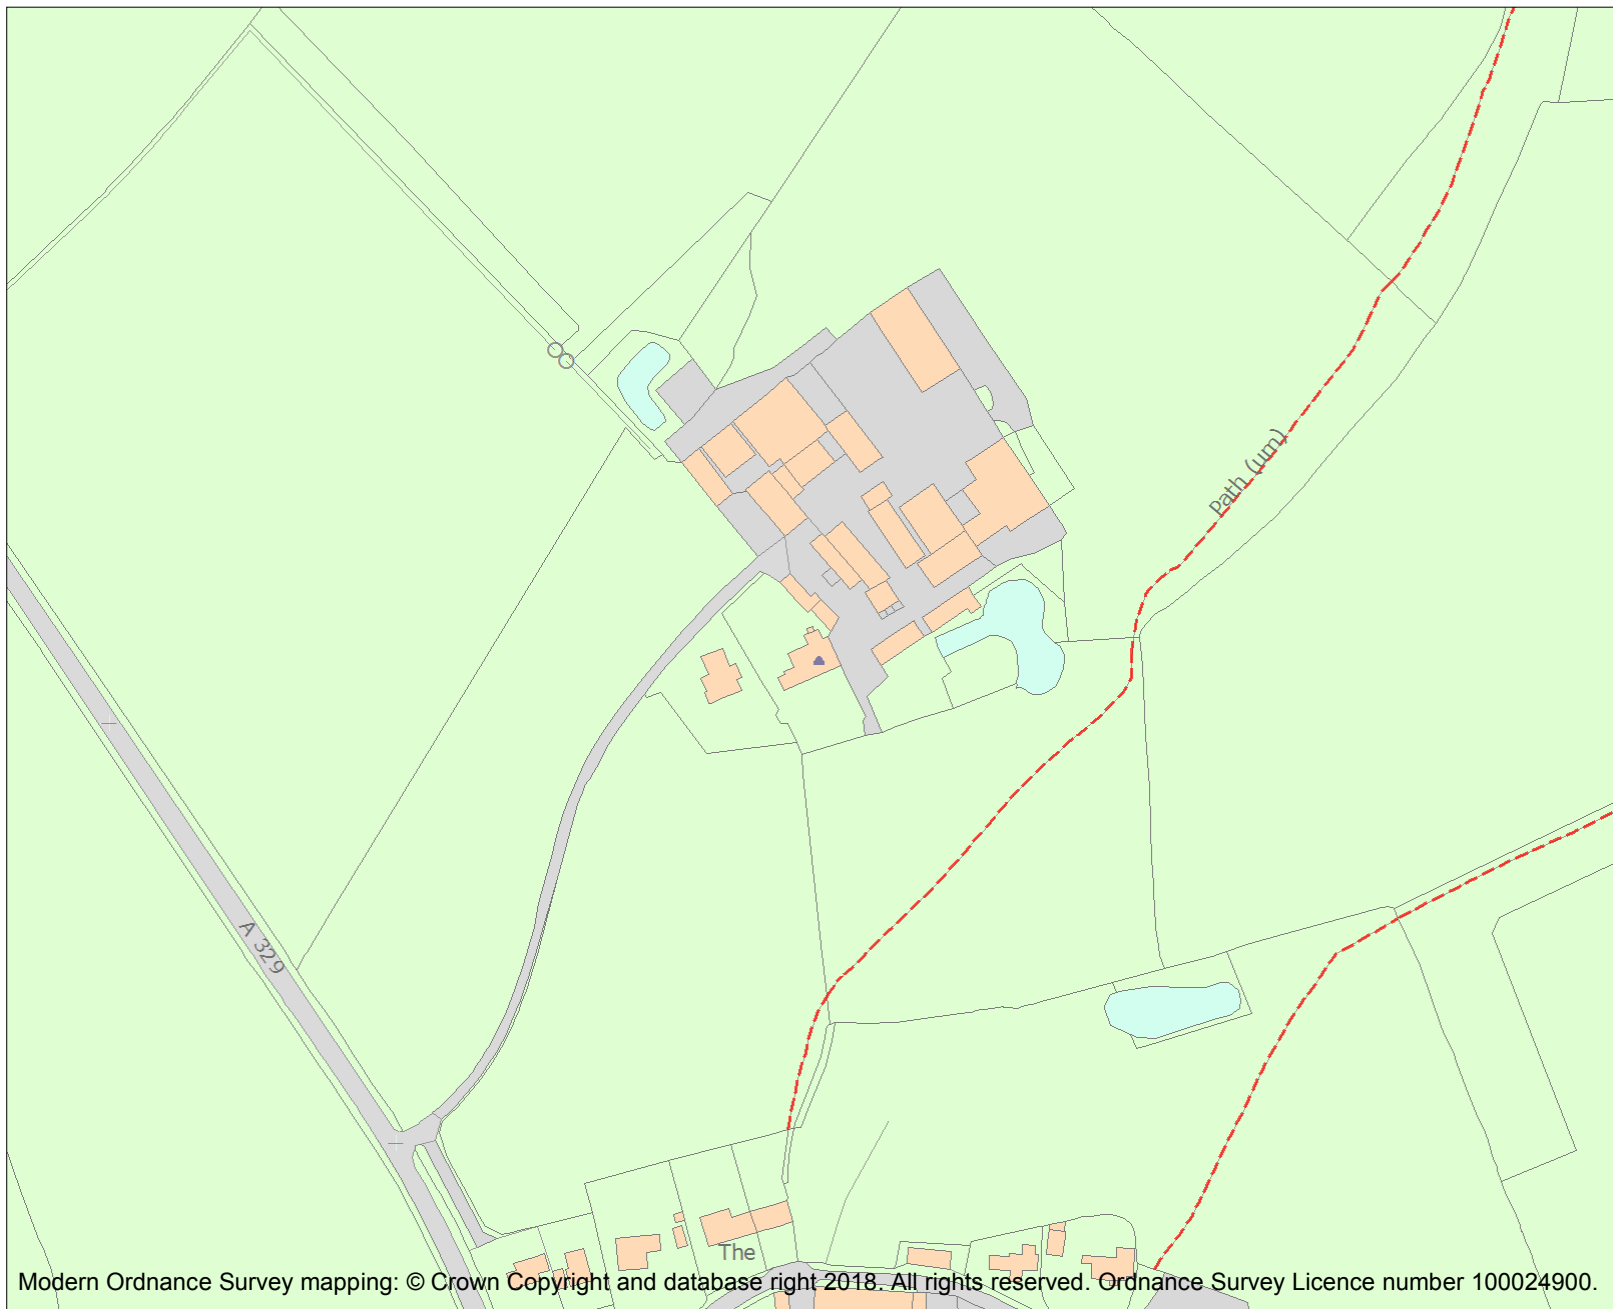 Path (um)
A 329
The
Modern Ordnance Survey mapping: © Crown Copyright and database right 2018. All rights reserved. Ordnance Survey Licence number 100024900.